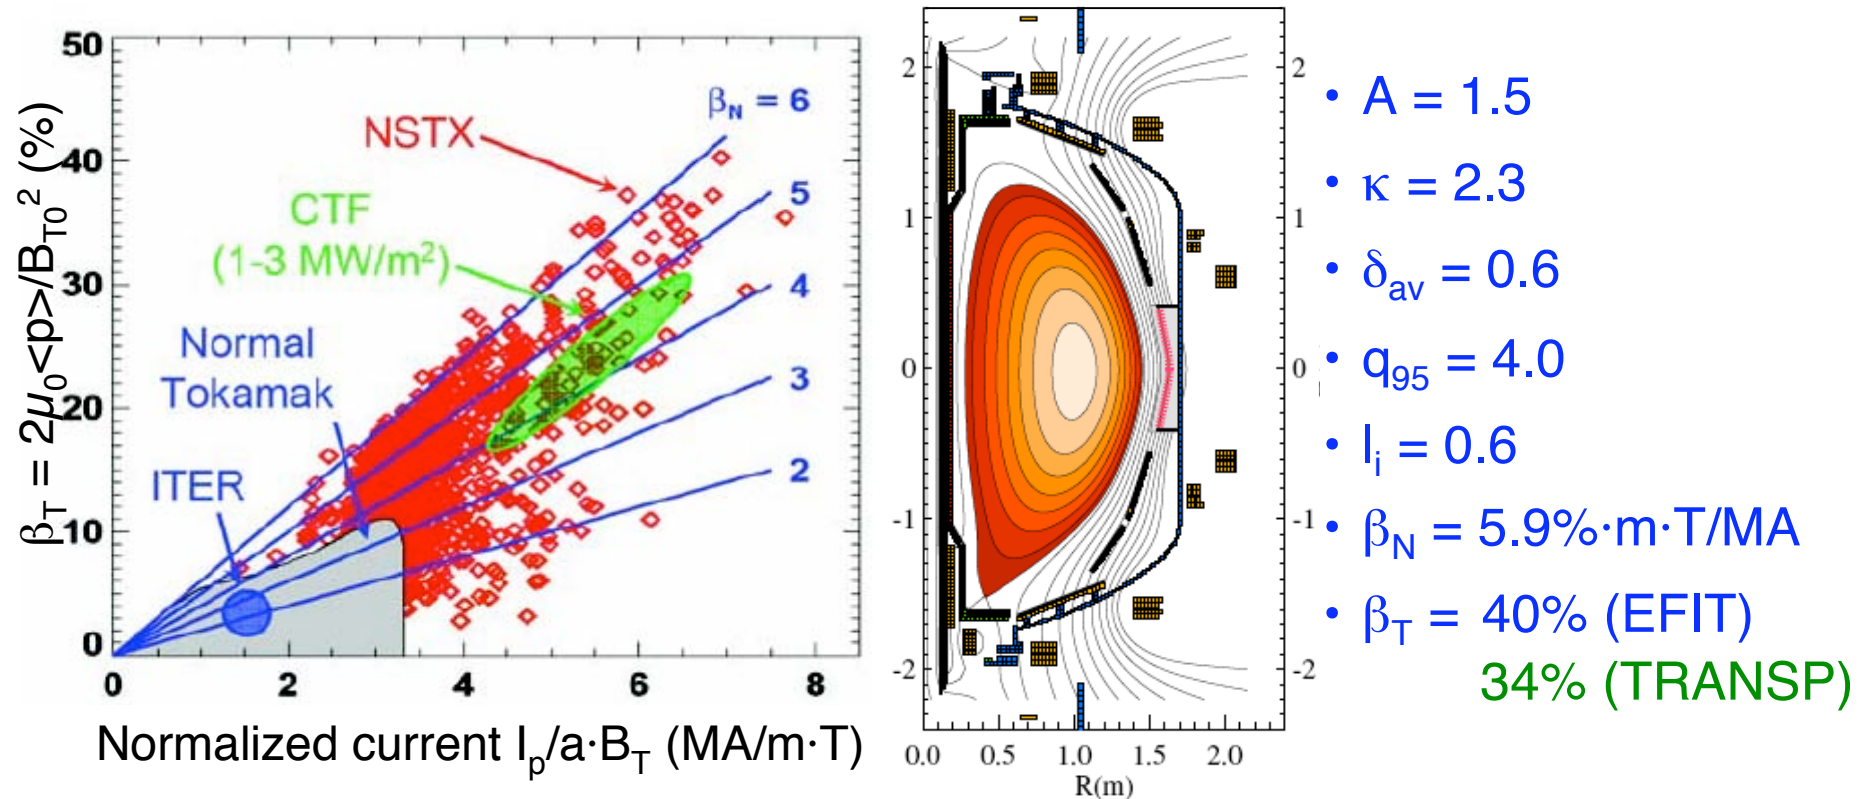 50
40
30
20
10
0
β_T = 2μ₀<p>/B_T0² (%)
β_N = 6
5
4
3
2
NSTX
CTF
(1-3 MW/m²)
Normal
Tokamak
ITER
0 2 4 6 8
Normalized current I_p/a·B_T (MA/m·T)
2
1
0
-1
-2
2
1
0
-1
-2
0.0 0.5 1.0 1.5 2.0
R(m)
• A = 1.5
• κ = 2.3
• δ_av = 0.6
• q_95 = 4.0
• l_i = 0.6
• β_N = 5.9%·m·T/MA
• β_T = 40% (EFIT)
34% (TRANSP)